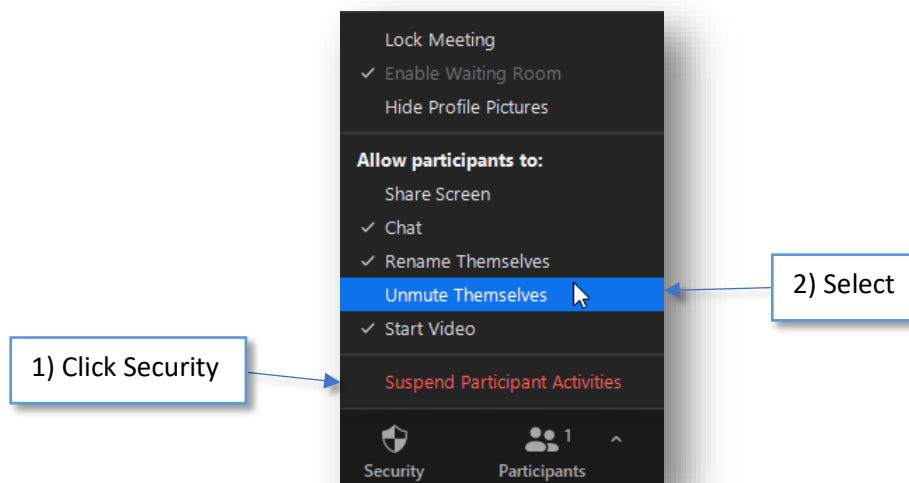 Lock Meeting
✓ Enable Waiting Room
Hide Profile Pictures
Allow participants to:
Share Screen
✓ Chat
✓ Rename Themselves
Unmute Themselves
2) Select
✓ Start Video
1) Click Security
Suspend Participant Activities
1
Security Participants